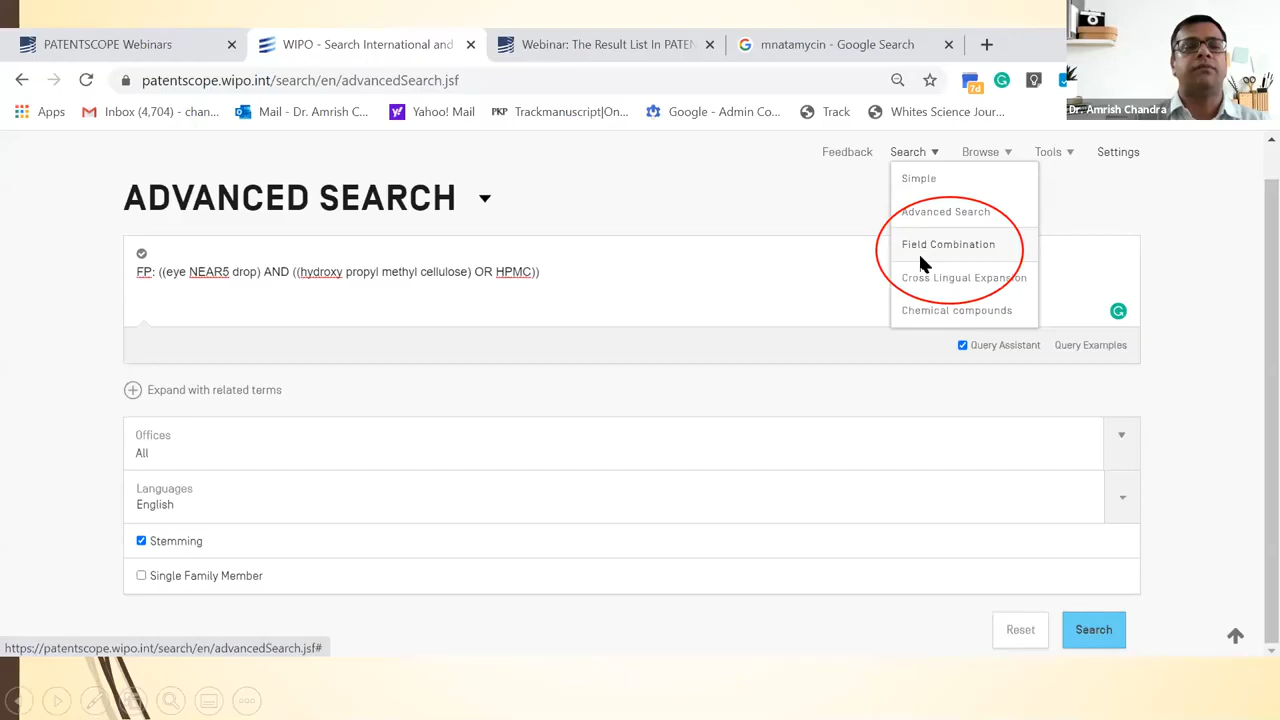 PATENTSCOPE Webinars
WIPO - Search International and
Webinar: The Result List In PATEN
mnatamycin - Google Search
patentscope.wipo.int/search/en/advancedSearch.jsf
7d
Apps
Inbox (4,704) – chan...
Mail - Dr. Amrish C...
Yahoo! Mail
PKP Trackmanuscript|On...
Google - Admin Co...
Track
Whites Science Jour...
Dr. Amrish Chandra
Feedback Search Browse Tools Settings
Simple
Advanced Search
Field Combination
Cross Lingual Expansion
Chemical compounds
ADVANCED SEARCH
FP: ((eye NEAR5 drop) AND ((hydroxy propyl methyl cellulose) OR HPMC))
Query Assistant Query Examples
Expand with related terms
Offices
All
Languages
English
Stemming
Single Family Member
Reset Search
https://patentscope.wipo.int/search/en/advancedSearch.jsf#